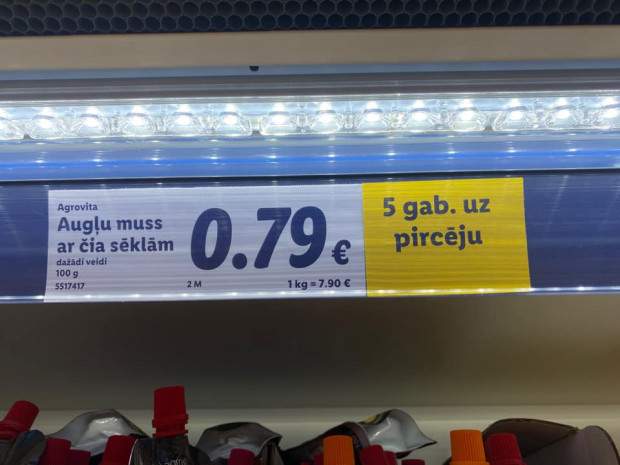 Agrovita
Augļu muss
ar čia sēklām
dažādi veidi
100 g
5517417
0.79 €
2 M
1 kg = 7.90 €
5 gab. uz
pircēju